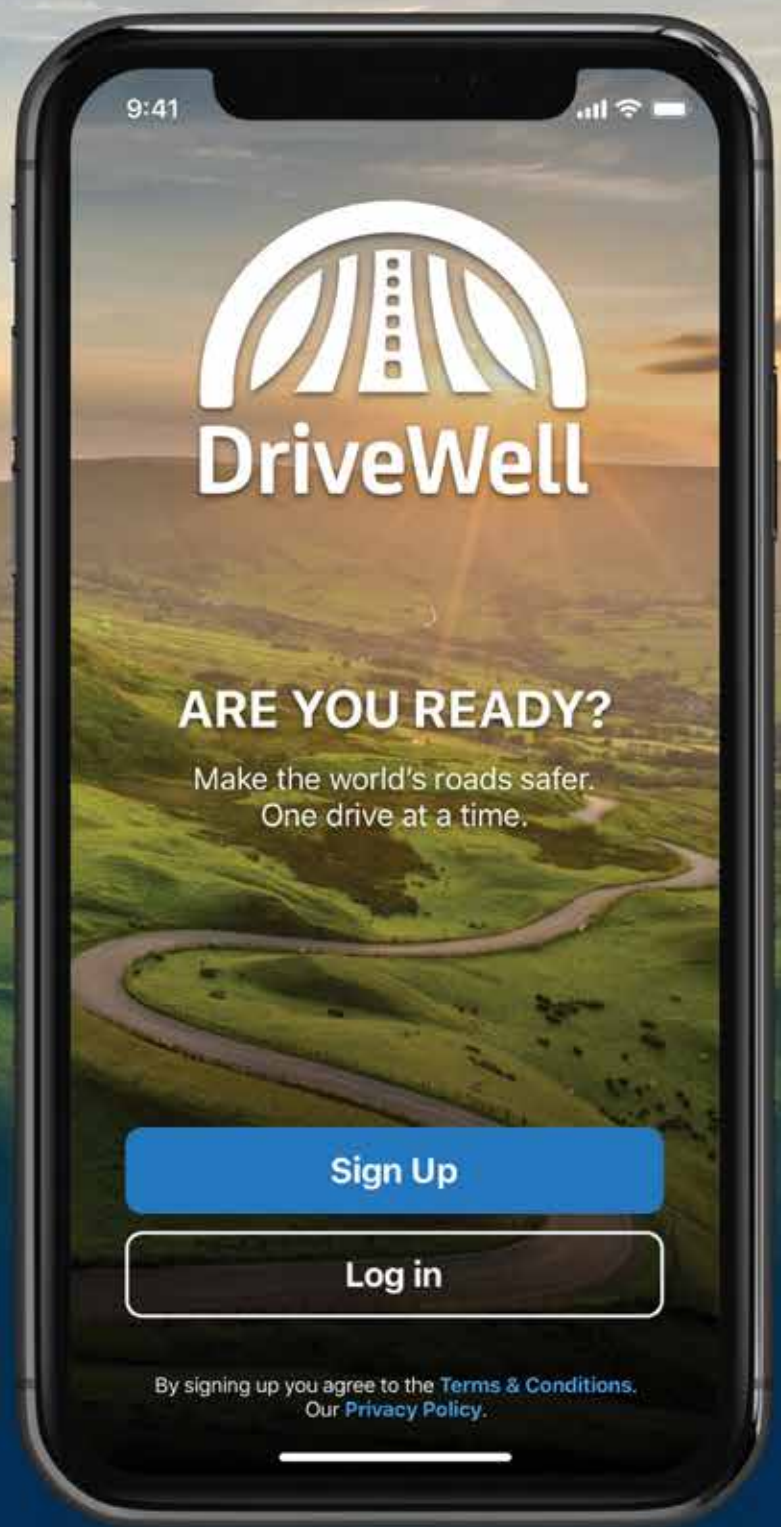 9:41
DriveWell
ARE YOU READY?
Make the world's roads safer.
One drive at a time.
Sign Up
Log in
By signing up you agree to the Terms & Conditions.
Our Privacy Policy.